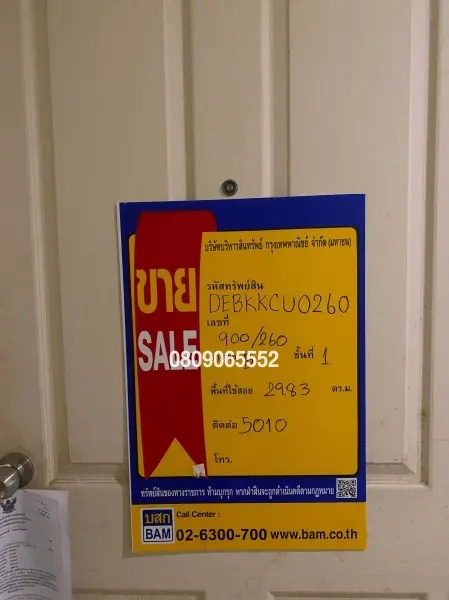 บริษัทบริหารสินทรัพย์ กรุงเทพพาณิชย์ จำกัด (มหาชน)
ขาย
SALE
รหัสทรัพย์สิน
DEBKKCU0260
เลขที่
900/260
ชั้นที่ 1
0809065552
พื้นที่ใช้สอย 29.83 ตร.ม.
ติดต่อ 5010
โทร.
ทรัพย์สินของทางราชการ ห้ามบุกรุก หากฝ่าฝืนจะถูกดำเนินคดีตามกฎหมาย
บสก
BAM
Call Center :
02-6300-700 www.bam.co.th